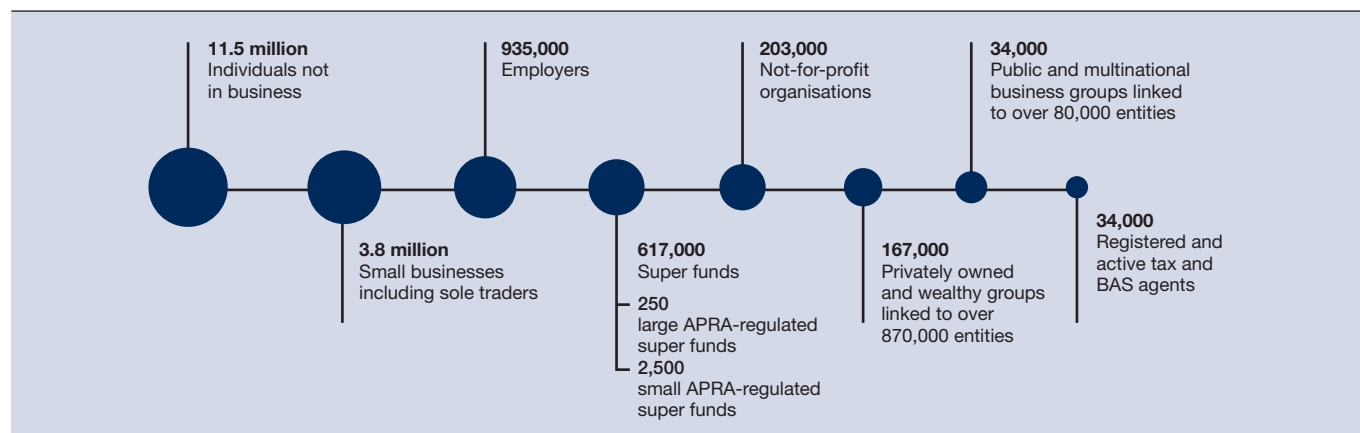 11.5 million
Individuals not
in business
3.8 million
Small businesses
including sole traders
935,000
Employers
617,000
Super funds
250
large APRA-regulated
super funds
2,500
small APRA-regulated
super funds
203,000
Not-for-profit
organisations
167,000
Privately owned
and wealthy groups
linked to over
870,000 entities
34,000
Public and multinational
business groups linked
to over 80,000 entities
34,000
Registered and
active tax and
BAS agents